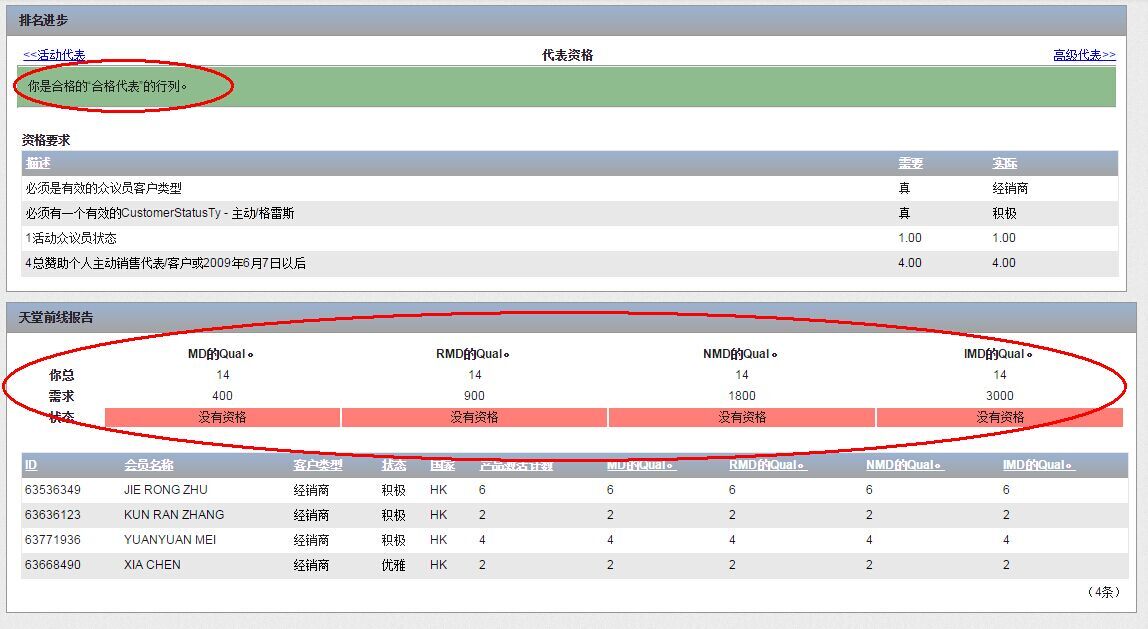 排名进步
<<活动代表 代表资格 高级代表>>
你是合格的“合格代表”的行列。
资格要求
描述 需要 实际
必须是有效的众议员客户类型 真 经销商
必须有一个有效的CustomerStatusTy - 主动/格雷斯 真 积极
1活动众议员状态 1.00 1.00
4总赞助个人主动销售代表/客户或2009年6月7日以后 4.00 4.00
天堂前线报告
MD的Qual。 RMD的Qual。 NMD的Qual。 IMD的Qual。
你总 14 14 14 14
需求 400 900 1800 3000
状态 没有资格 没有资格 没有资格 没有资格
ID 会员名称 客户类型 状态 国家 产品激活计数 MD的Qual。 RMD的Qual。 NMD的Qual。 IMD的Qual。
63536349 JIE RONG ZHU 经销商 积极 HK 6 6 6 6 6
63636123 KUN RAN ZHANG 经销商 积极 HK 2 2 2 2 2
63771936 YUANYUAN MEI 经销商 积极 HK 4 4 4 4 4
63668490 XIA CHEN 经销商 优雅 HK 2 2 2 2 2
（4条）